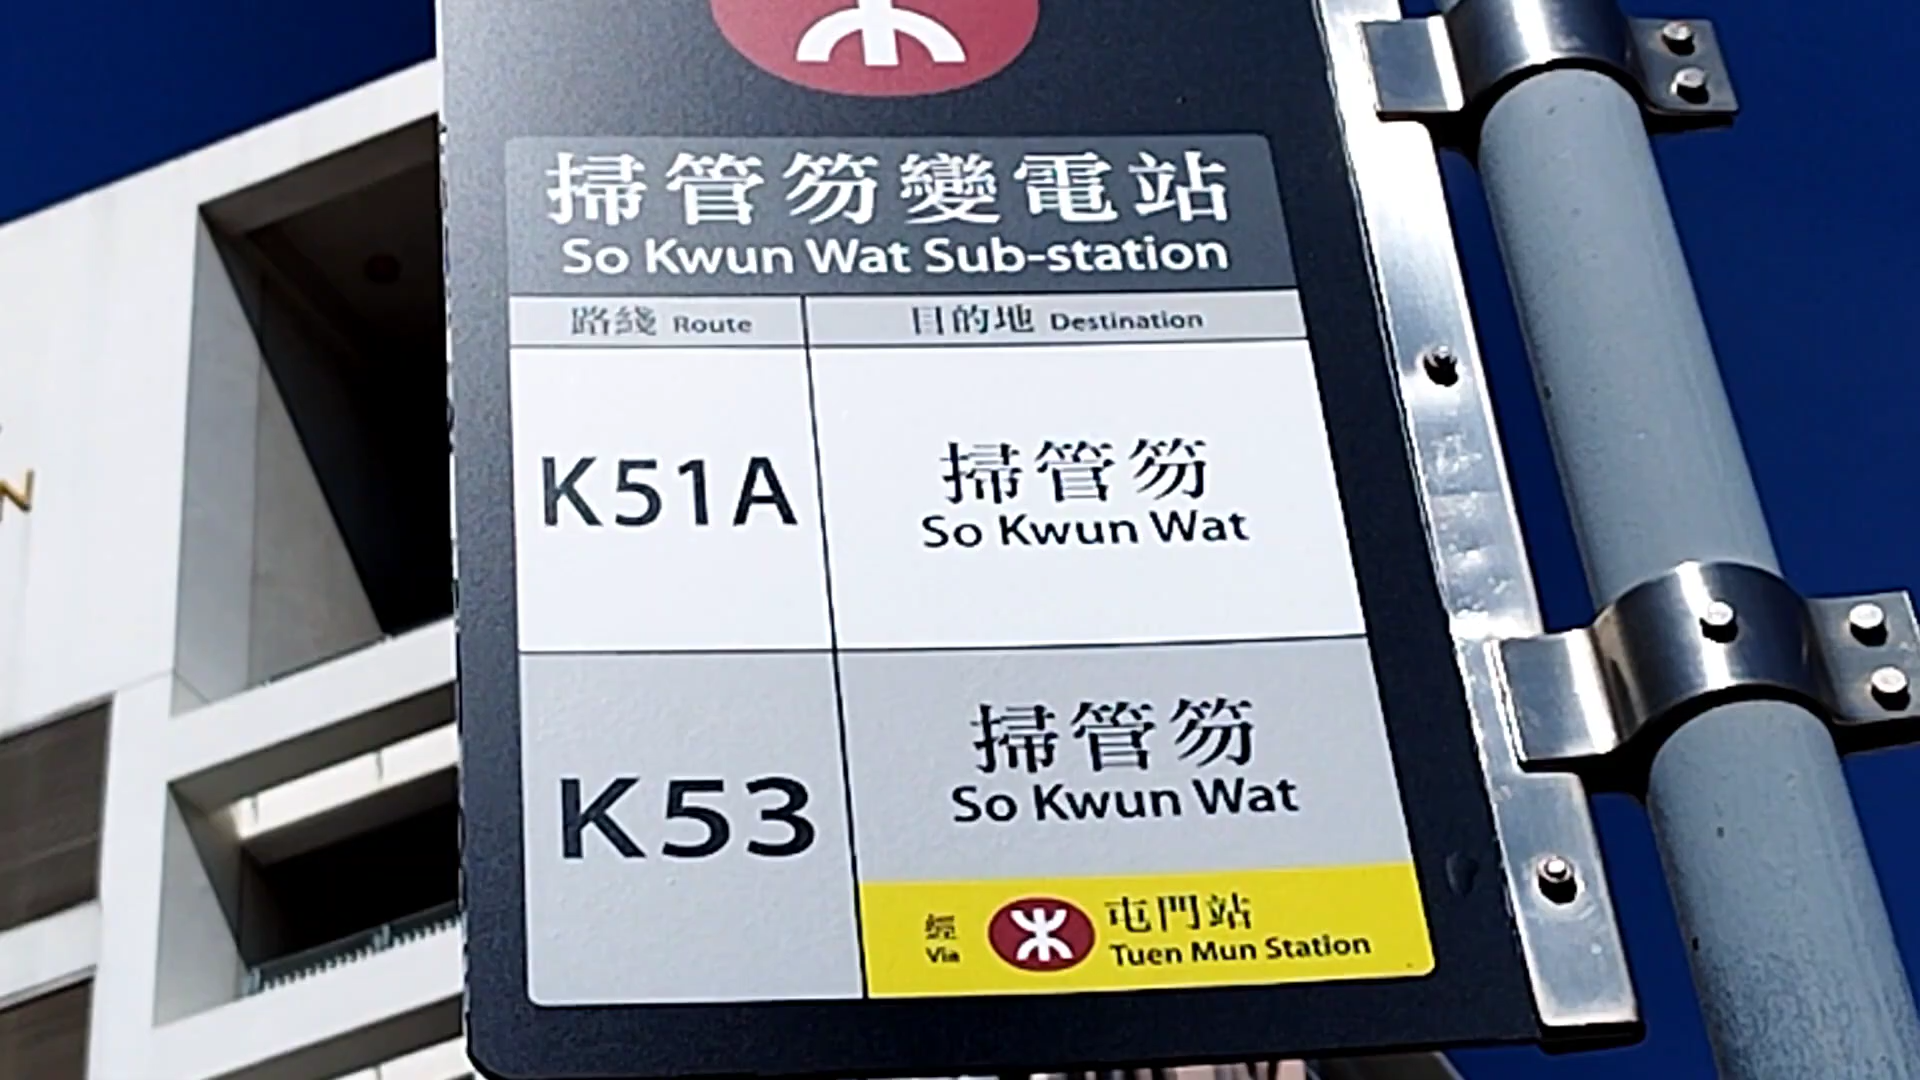 掃管笏變電站
So Kwun Wat Sub-station
路綫 Route
目的地 Destination
K51A
掃管笏
So Kwun Wat
K53
掃管笏
So Kwun Wat
經
Via
屯門站
Tuen Mun Station
N